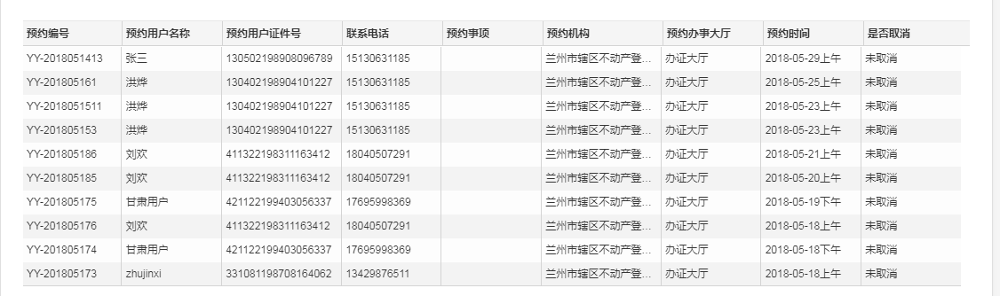 预约编号 预约用户名称 预约用户证件号 联系电话 预约事项 预约机构 预约办事大厅 预约时间 是否取消
YY-2018051413 张三 130502198908096789 15130631185 兰州市辖区不动产登... 办证大厅 2018-05-29上午 未取消
YY-201805161 洪烨 130402198904101227 15130631185 兰州市辖区不动产登... 办证大厅 2018-05-25上午 未取消
YY-2018051511 洪烨 130402198904101227 15130631185 兰州市辖区不动产登... 办证大厅 2018-05-23上午 未取消
YY-201805153 洪烨 130402198904101227 15130631185 兰州市辖区不动产登... 办证大厅 2018-05-23上午 未取消
YY-201805186 刘欢 411322198311163412 18040507291 兰州市辖区不动产登... 办证大厅 2018-05-21上午 未取消
YY-201805185 刘欢 411322198311163412 18040507291 兰州市辖区不动产登... 办证大厅 2018-05-20上午 未取消
YY-201805175 甘肃用户 421122199403056337 17695998369 兰州市辖区不动产登... 办证大厅 2018-05-19下午 未取消
YY-201805176 刘欢 411322198311163412 18040507291 兰州市辖区不动产登... 办证大厅 2018-05-18上午 未取消
YY-201805174 甘肃用户 421122199403056337 17695998369 兰州市辖区不动产登... 办证大厅 2018-05-18下午 未取消
YY-201805173 zhujinxi 331081198708164062 13429876511 兰州市辖区不动产登... 办证大厅 2018-05-18上午 未取消